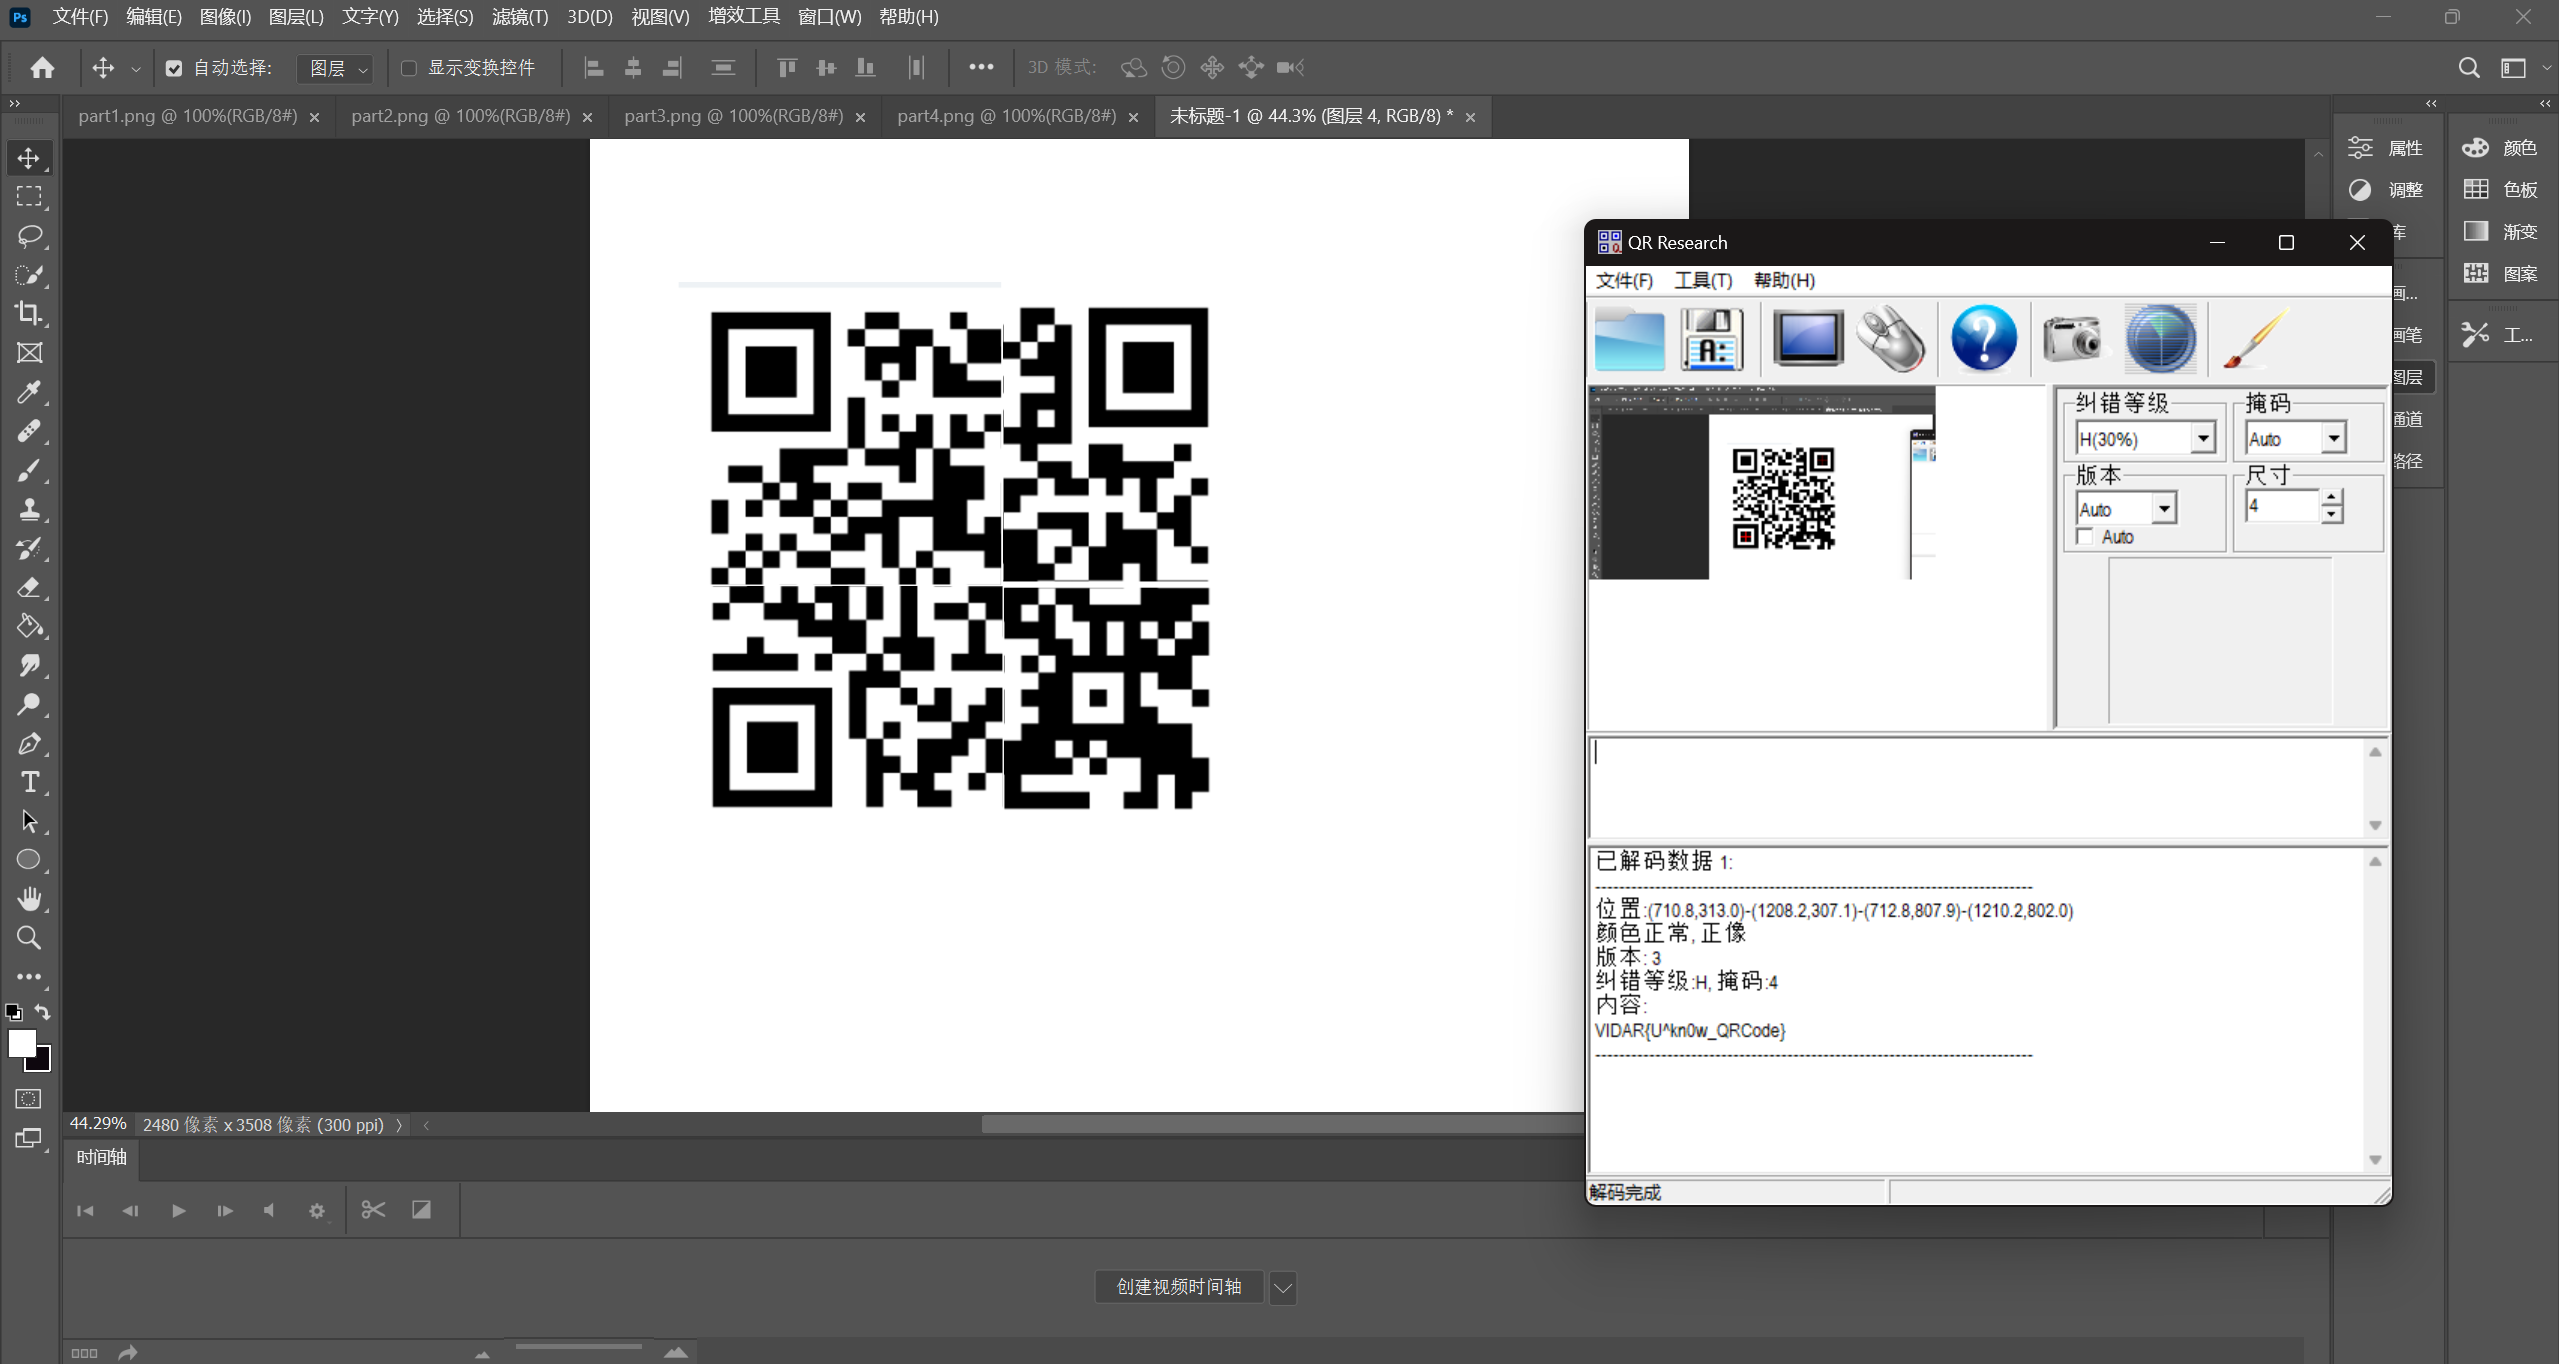 Ps 文件(F) 编辑(E) 图像(I) 图层(L) 文字(Y) 选择(S) 滤镜(T) 3D(D) 视图(V) 增效工具 窗口(W) 帮助(H)
自动选择: 图层 显示变换控件 3D 模式:
part1.png @ 100%(RGB/8#) × part2.png @ 100%(RGB/8#) × part3.png @ 100%(RGB/8#) × part4.png @ 100%(RGB/8#) × 未标题-1 @ 44.3% (图层 4, RGB/8) * ×
属性
调整
库
画...
画笔
图层
通道
路径
颜色
色板
渐变
图案
工...
QR Research
文件(F) 工具(T) 帮助(H)
A:
纠错等级 掩码
H(30%) Auto
版本 尺寸
Auto 4
Auto
已解码数据 1:
---------------------------------------------------------------------------
位置:(710.8,313.0)-(1208.2,307.1)-(712.8,807.9)-(1210.2,802.0)
颜色正常, 正像
版本: 3
纠错等级:H, 掩码:4
内容:
VIDAR{U^kn0w_QRCode}
---------------------------------------------------------------------------
解码完成
44.29% 2480 像素 x 3508 像素 (300 ppi)
时间轴
创建视频时间轴